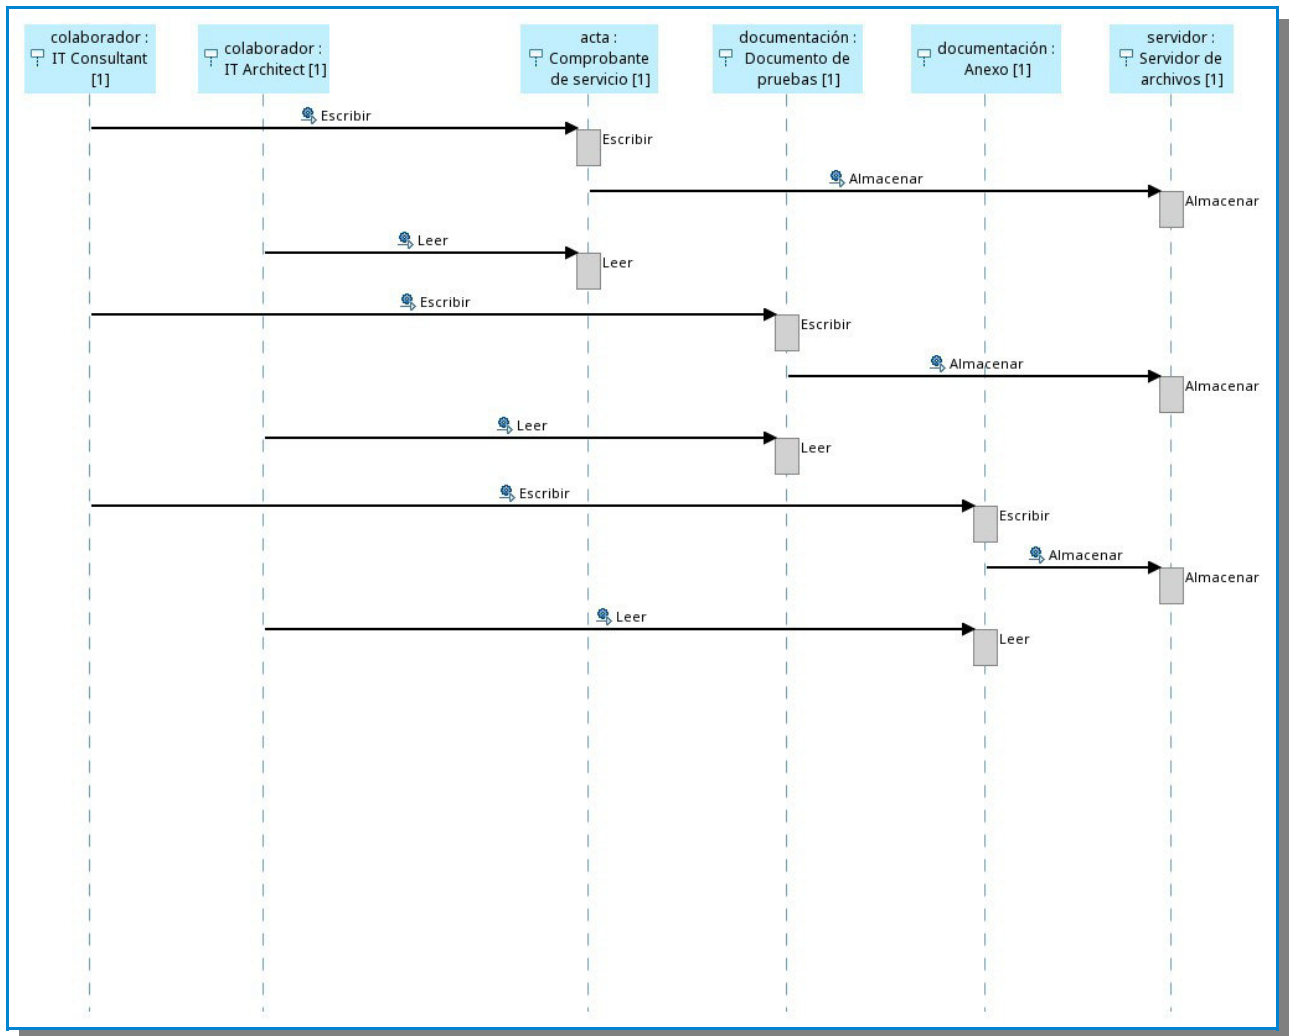 colaborador :
IT Consultant
[1]
colaborador :
IT Architect [1]
acta :
Comprobante
de servicio [1]
documentación :
Documento de
pruebas [1]
documentación :
Anexo [1]
servidor :
Servidor de
archivos [1]
Escribir
Escribir
Almacenar
Almacenar
Leer
Leer
Escribir
Escribir
Almacenar
Almacenar
Leer
Leer
Escribir
Escribir
Almacenar
Almacenar
Leer
Leer